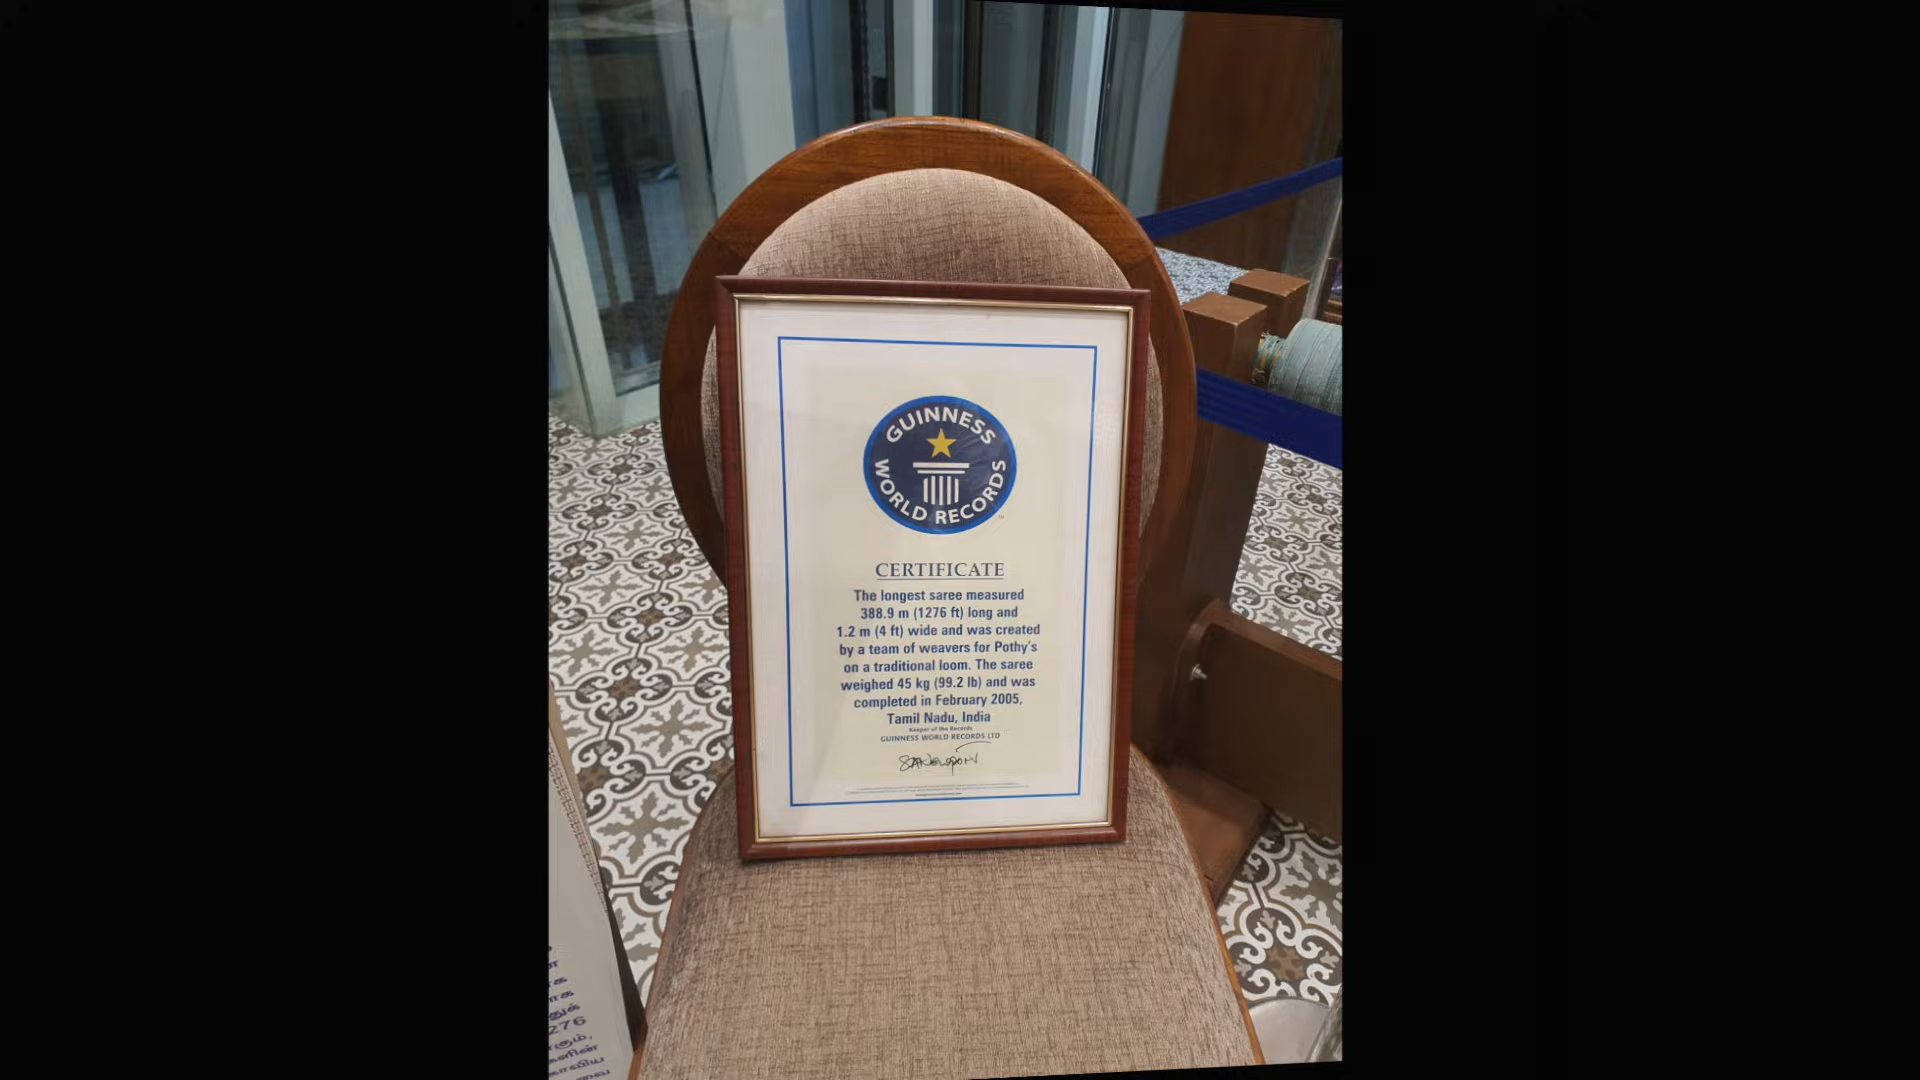 GUINNESS
WORLD RECORDS
™
CERTIFICATE
The longest saree measured
388.9 m (1276 ft) long and
1.2 m (4 ft) wide and was created
by a team of weavers for Pothy's
on a traditional loom. The saree
weighed 45 kg (99.2 lb) and was
completed in February 2005,
Tamil Nadu, India
Keeper of the Records
GUINNESS WORLD RECORDS LTD
276